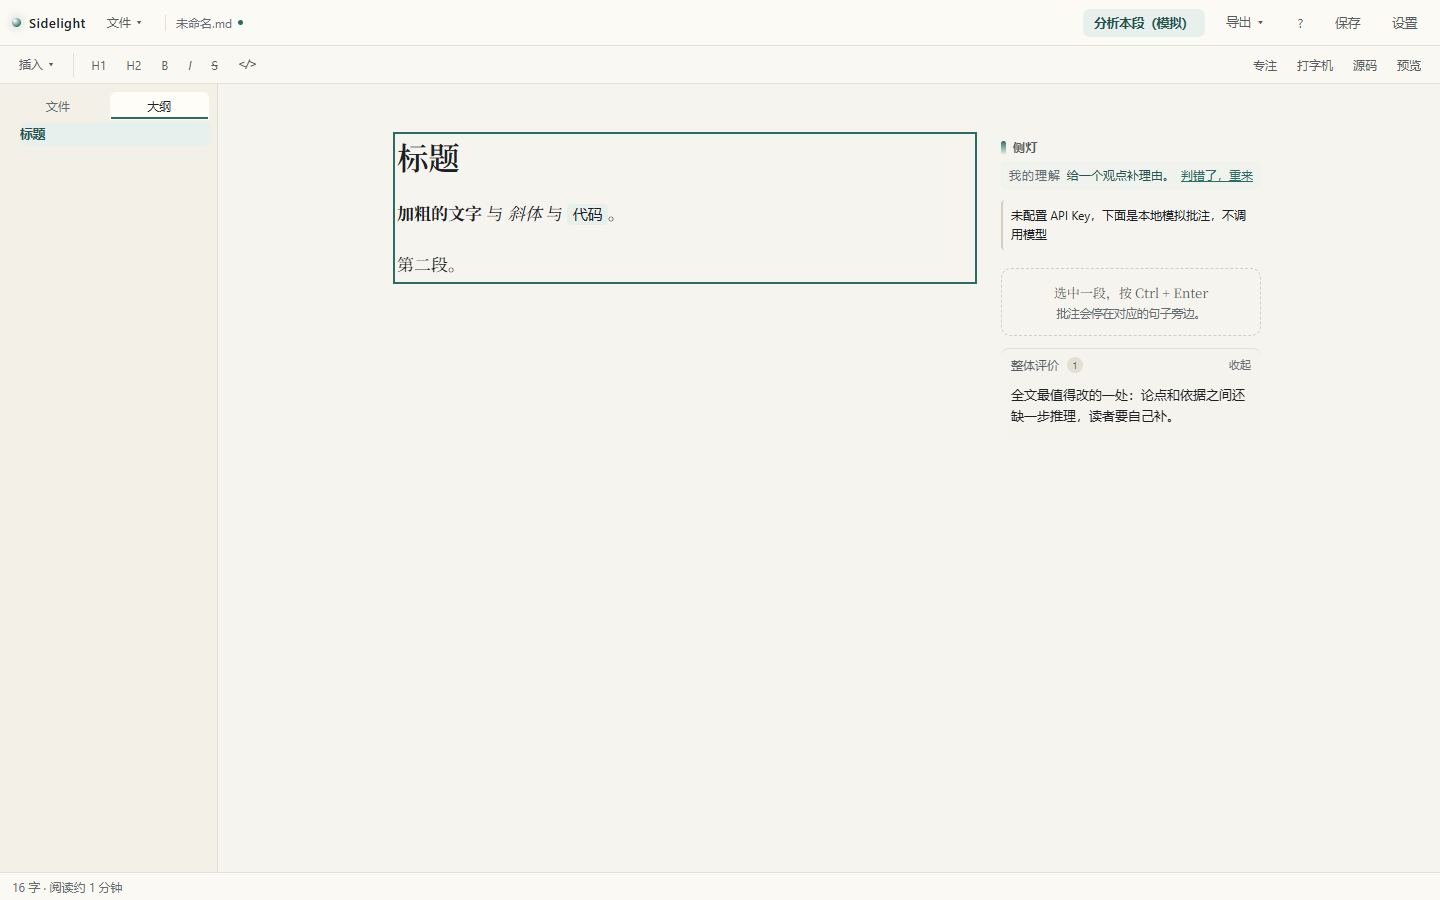 Sidelight 文件 未命名.md 分析本段（模拟） 导出 ? 保存 设置
插入 H1 H2 B I S </> 专注 打字机 源码 预览
文件 大纲
标题
标题
加粗的文字 与 斜体 与 代码 。
第二段。
侧灯
我的理解 给一个观点补理由。 判错了，重来
未配置 API Key，下面是本地模拟批注，不调
用模型
选中一段，按 Ctrl + Enter
批注会停在对应的句子旁边。
整体评价 1 收起
全文最值得改的一处：论点和依据之间还
缺一步推理，读者要自己补。
16 字 · 阅读约 1 分钟